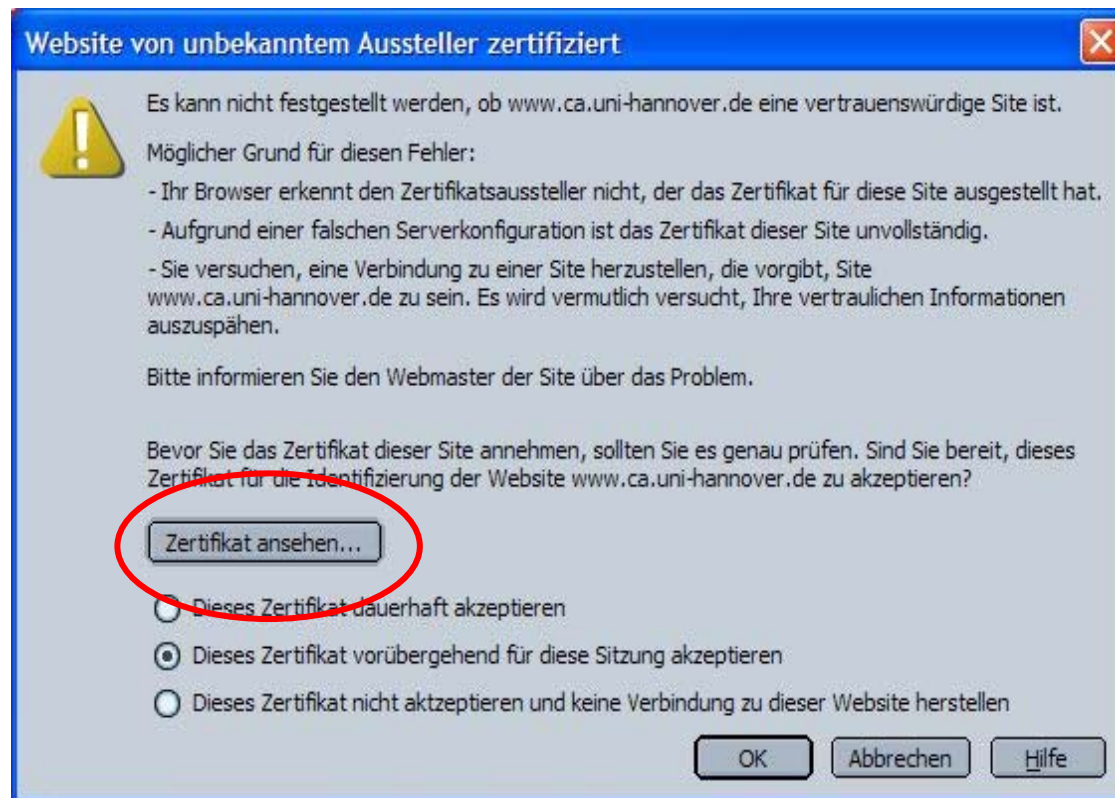 Website von unbekanntem Aussteller zertifiziert
Es kann nicht festgestellt werden, ob www.ca.uni-hannover.de eine vertrauenswürdige Site ist.
Möglicher Grund für diesen Fehler:
- Ihr Browser erkennt den Zertifikatsaussteller nicht, der das Zertifikat für diese Site ausgestellt hat.
- Aufgrund einer falschen Serverkonfiguration ist das Zertifikat dieser Site unvollständig.
- Sie versuchen, eine Verbindung zu einer Site herzustellen, die vorgibt, Site
www.ca.uni-hannover.de zu sein. Es wird vermutlich versucht, Ihre vertraulichen Informationen
auszuspähen.
Bitte informieren Sie den Webmaster der Site über das Problem.
Bevor Sie das Zertifikat dieser Site annehmen, sollten Sie es genau prüfen. Sind Sie bereit, dieses
Zertifikat für die Identifizierung der Website www.ca.uni-hannover.de zu akzeptieren?
Zertifikat ansehen...
Dieses Zertifikat dauerhaft akzeptieren
Dieses Zertifikat vorübergehend für diese Sitzung akzeptieren
Dieses Zertifikat nicht aktzeptieren und keine Verbindung zu dieser Website herstellen
OK Abbrechen Hilfe